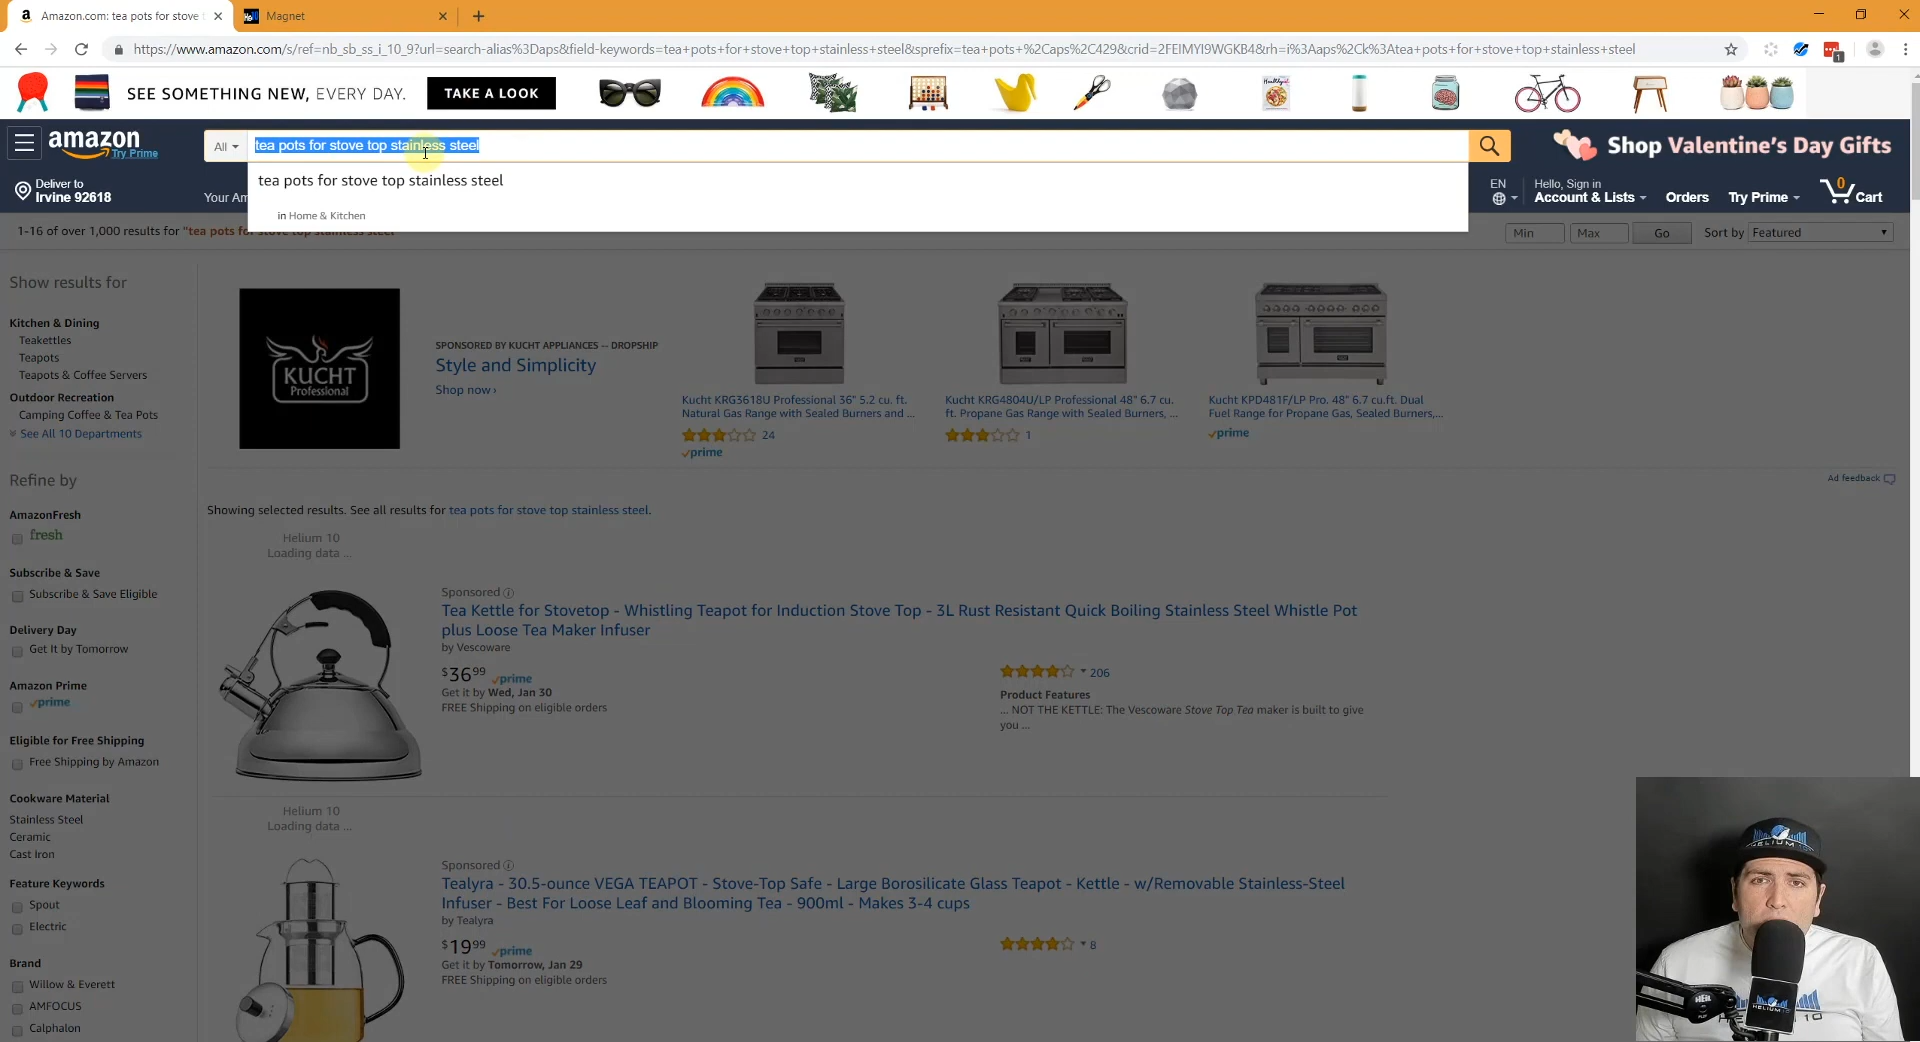 Amazon.com: tea pots for stove t
Magnet
https://www.amazon.com/s/ref=nb_sb_ss_i_10_9?url=search-alias%3Daps&field-keywords=tea+pots+for+stove+top+stainless+steel&sprefix=tea+pots+%2Caps%2C429&crid=2FEIMYI9WGKB4&rh=i%3Aaps%2Ck%3Atea+pots+for+stove+top+stainless+steel
SEE SOMETHING NEW, EVERY DAY.
TAKE A LOOK
amazon
Try Prime
All
tea pots for stove top stainless steel
Shop Valentine's Day Gifts
tea pots for stove top stainless steel
in Home & Kitchen
Deliver to
Irvine 92618
Your Am
EN
Hello, Sign in
Account & Lists
Orders
Try Prime
0
Cart
1-16 of over 1,000 results for "tea pots for stove top stainless steel"
Min
Max
Go
Sort by
Featured
Show results for
Kitchen & Dining
Teakettles
Teapots
Teapots & Coffee Servers
Outdoor Recreation
Camping Coffee & Tea Pots
See All 10 Departments
Refine by
AmazonFresh
fresh
Subscribe & Save
Subscribe & Save Eligible
Delivery Day
Get It by Tomorrow
Amazon Prime
prime
Eligible for Free Shipping
Free Shipping by Amazon
Cookware Material
Stainless Steel
Ceramic
Cast Iron
Feature Keywords
Spout
Electric
Brand
Willow & Everett
AMFOCUS
Calphalon
KUCHT
Professional
SPONSORED BY KUCHT APPLIANCES -- DROPSHIP
Style and Simplicity
Shop now ›
Kucht KRG3618U Professional 36" 5.2 cu. ft.
Natural Gas Range with Sealed Burners and ...
24
prime
Kucht KRG4804U/LP Professional 48" 6.7 cu.
ft. Propane Gas Range with Sealed Burners, ...
1
Kucht KPD481F/LP Pro. 48" 6.7 cu.ft. Dual
Fuel Range for Propane Gas, Sealed Burners,...
prime
Ad feedback
Showing selected results. See all results for tea pots for stove top stainless steel.
Helium 10
Loading data ...
Sponsored
Tea Kettle for Stovetop - Whistling Teapot for Induction Stove Top - 3L Rust Resistant Quick Boiling Stainless Steel Whistle Pot
plus Loose Tea Maker Infuser
by Vescoware
$3699 prime
Get it by Wed, Jan 30
FREE Shipping on eligible orders
206
Product Features
... NOT THE KETTLE: The Vescoware Stove Top Tea maker is built to give
you ...
Helium 10
Loading data ...
Sponsored
Tealyra - 30.5-ounce VEGA TEAPOT - Stove-Top Safe - Large Borosilicate Glass Teapot - Kettle - w/Removable Stainless-Steel
Infuser - Best For Loose Leaf and Blooming Tea - 900ml - Makes 3-4 cups
by Tealyra
$1999 prime
Get it by Tomorrow, Jan 29
FREE Shipping on eligible orders
8
HELIUM 10
HELIUM 10